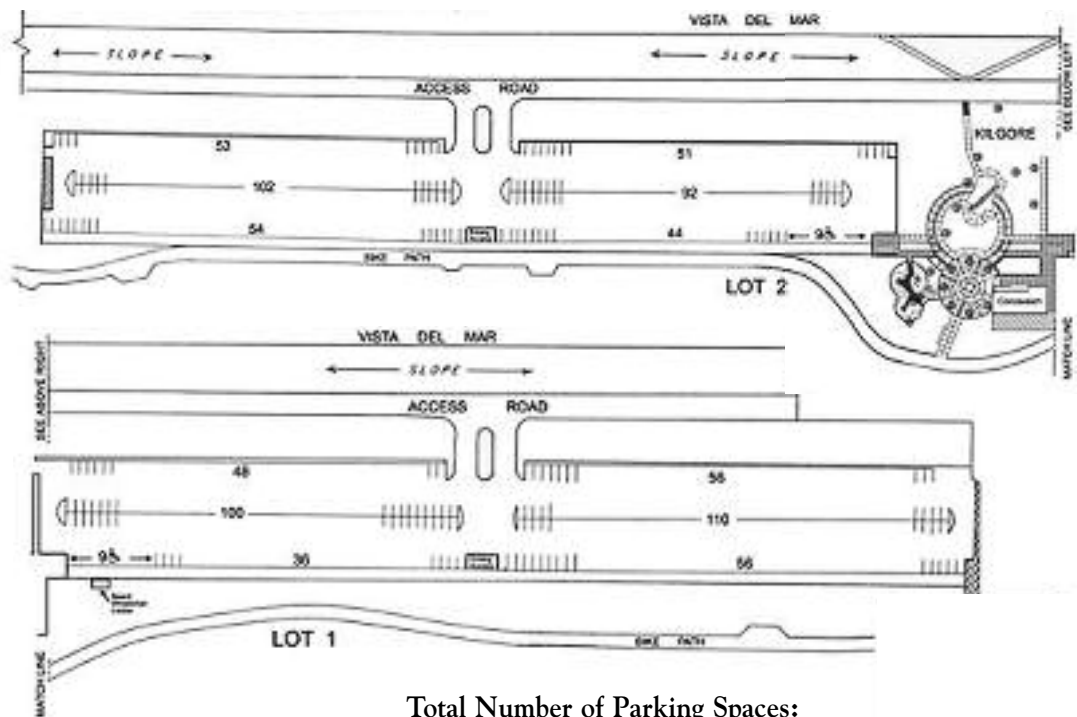 VISTA DEL MAR
SLOPE
SLOPE
ACCESS ROAD
SEE BELOW LEFT
KILGORE
53
51
102
92
54
44
9
BIKE PATH
LOT 2
Concession
MATCH LINE
VISTA DEL MAR
SLOPE
SEE ABOVE RIGHT
ACCESS ROAD
48
56
100
110
9
36
56
LOT 1
BIKE PATH
MATCH LINE
Total Number of Parking Spaces: